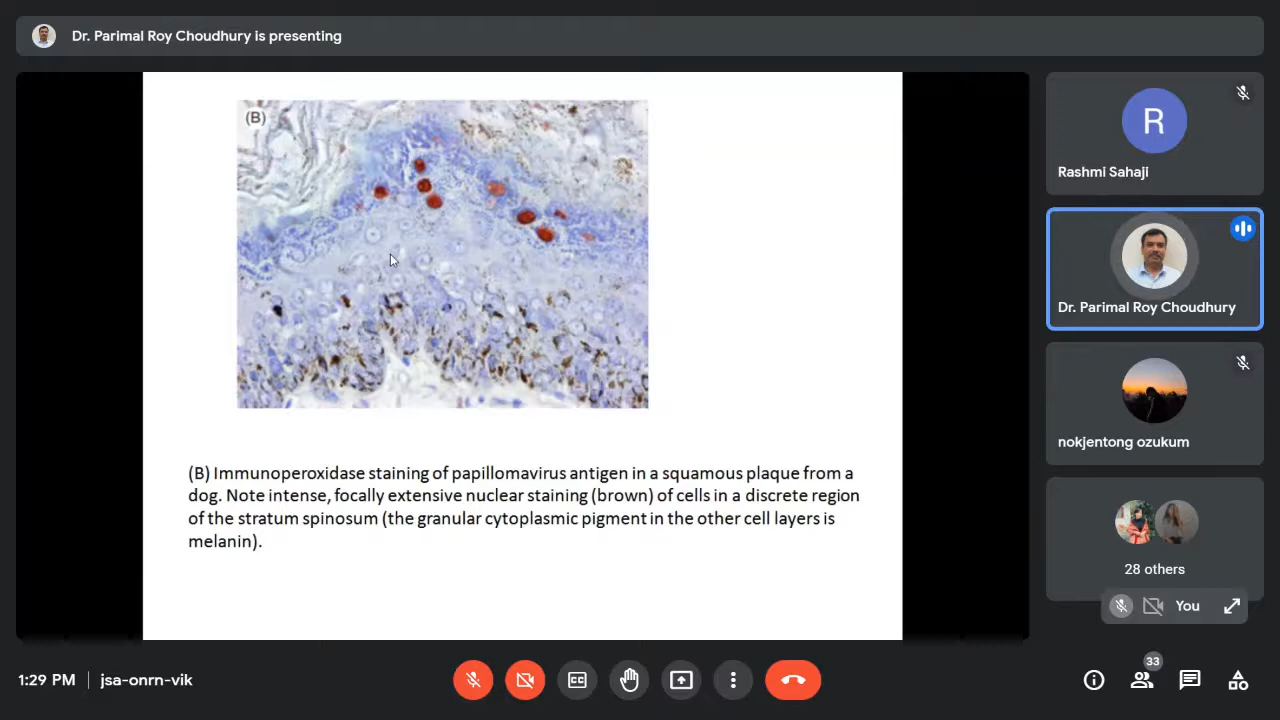 Dr. Parimal Roy Choudhury is presenting
(B)
(B) Immunoperoxidase staining of papillomavirus antigen in a squamous plaque from a
dog. Note intense, focally extensive nuclear staining (brown) of cells in a discrete region
of the stratum spinosum (the granular cytoplasmic pigment in the other cell layers is
melanin).
R
Rashmi Sahaji
Dr. Parimal Roy Choudhury
nokjentong ozukum
28 others
You
1:29 PM | jsa-onrn-vik
CC
33